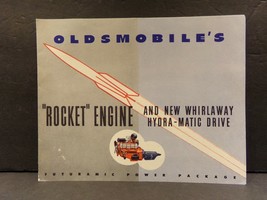 OLDSMOBILE'S
"ROCKET" ENGINE
AND NEW WHIRLAWAY
HYDRA-MATIC DRIVE
FUTURAMIC POWER PACKAGE